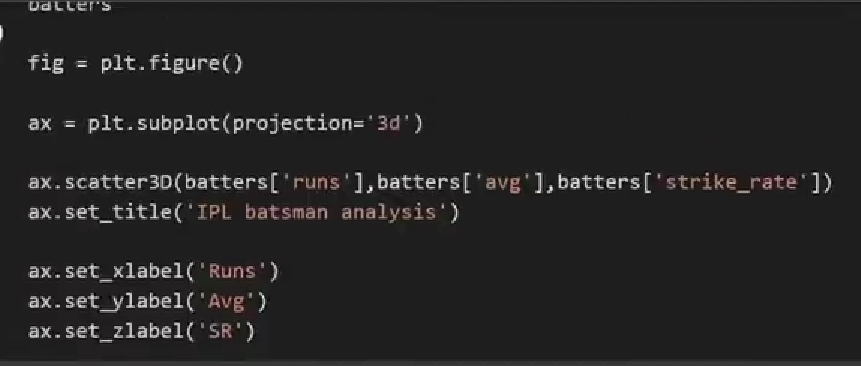 batters
fig = plt.figure()
ax = plt.subplot(projection='3d')
ax.scatter3D(batters['runs'],batters['avg'],batters['strike_rate'])
ax.set_title('IPL batsman analysis')
ax.set_xlabel('Runs')
ax.set_ylabel('Avg')
ax.set_zlabel('SR')